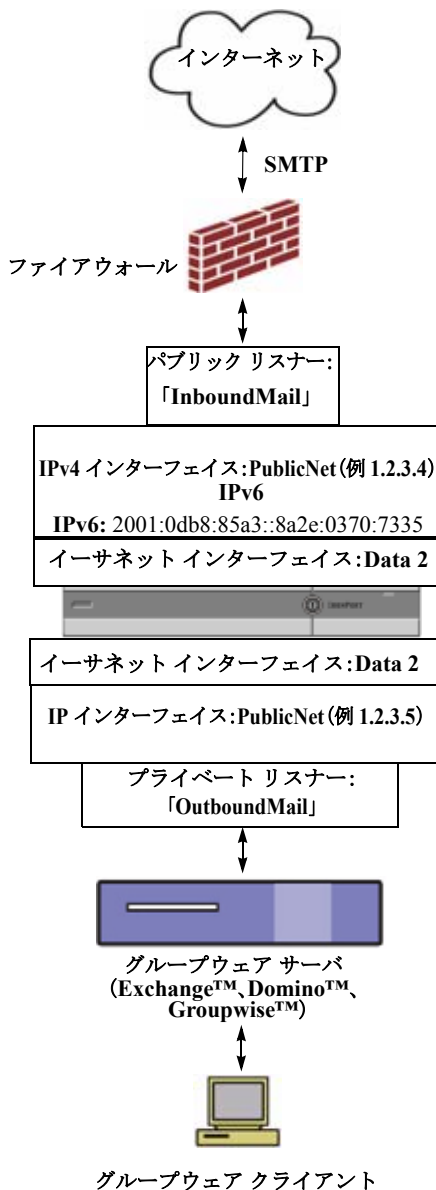 インターネット
SMTP
ファイアウォール
パブリック リスナー:
「InboundMail」
IPv4 インターフェイス:PublicNet(例 1.2.3.4)
IPv6
IPv6: 2001:0db8:85a3::8a2e:0370:7335
イーサネット インターフェイス:Data 2
イーサネット インターフェイス:Data 2
IP インターフェイス:PublicNet(例 1.2.3.5)
プライベート リスナー:
「OutboundMail」
グループウェア サーバ
(Exchange™、Domino™、
Groupwise™)
グループウェア クライアント